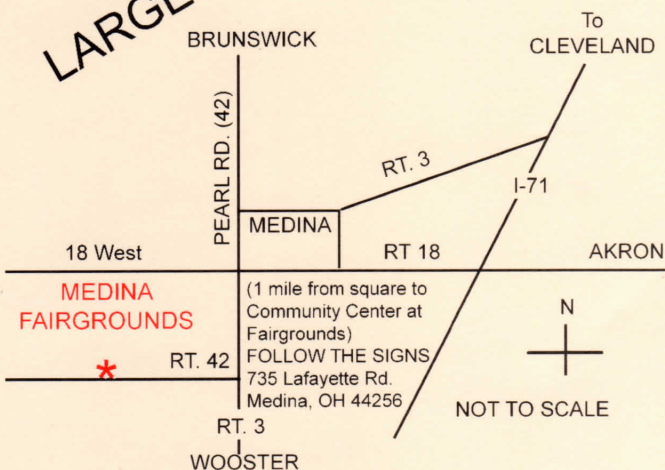 LARGE
BRUNSWICK
To
CLEVELAND
PEARL RD. (42)
RT. 3
I-71
MEDINA
18 West
RT 18
AKRON
MEDINA
FAIRGROUNDS
*
(1 mile from square to
Community Center at
Fairgrounds)
FOLLOW THE SIGNS
735 Lafayette Rd.
Medina, OH 44256
RT. 42
N
NOT TO SCALE
RT. 3
WOOSTER